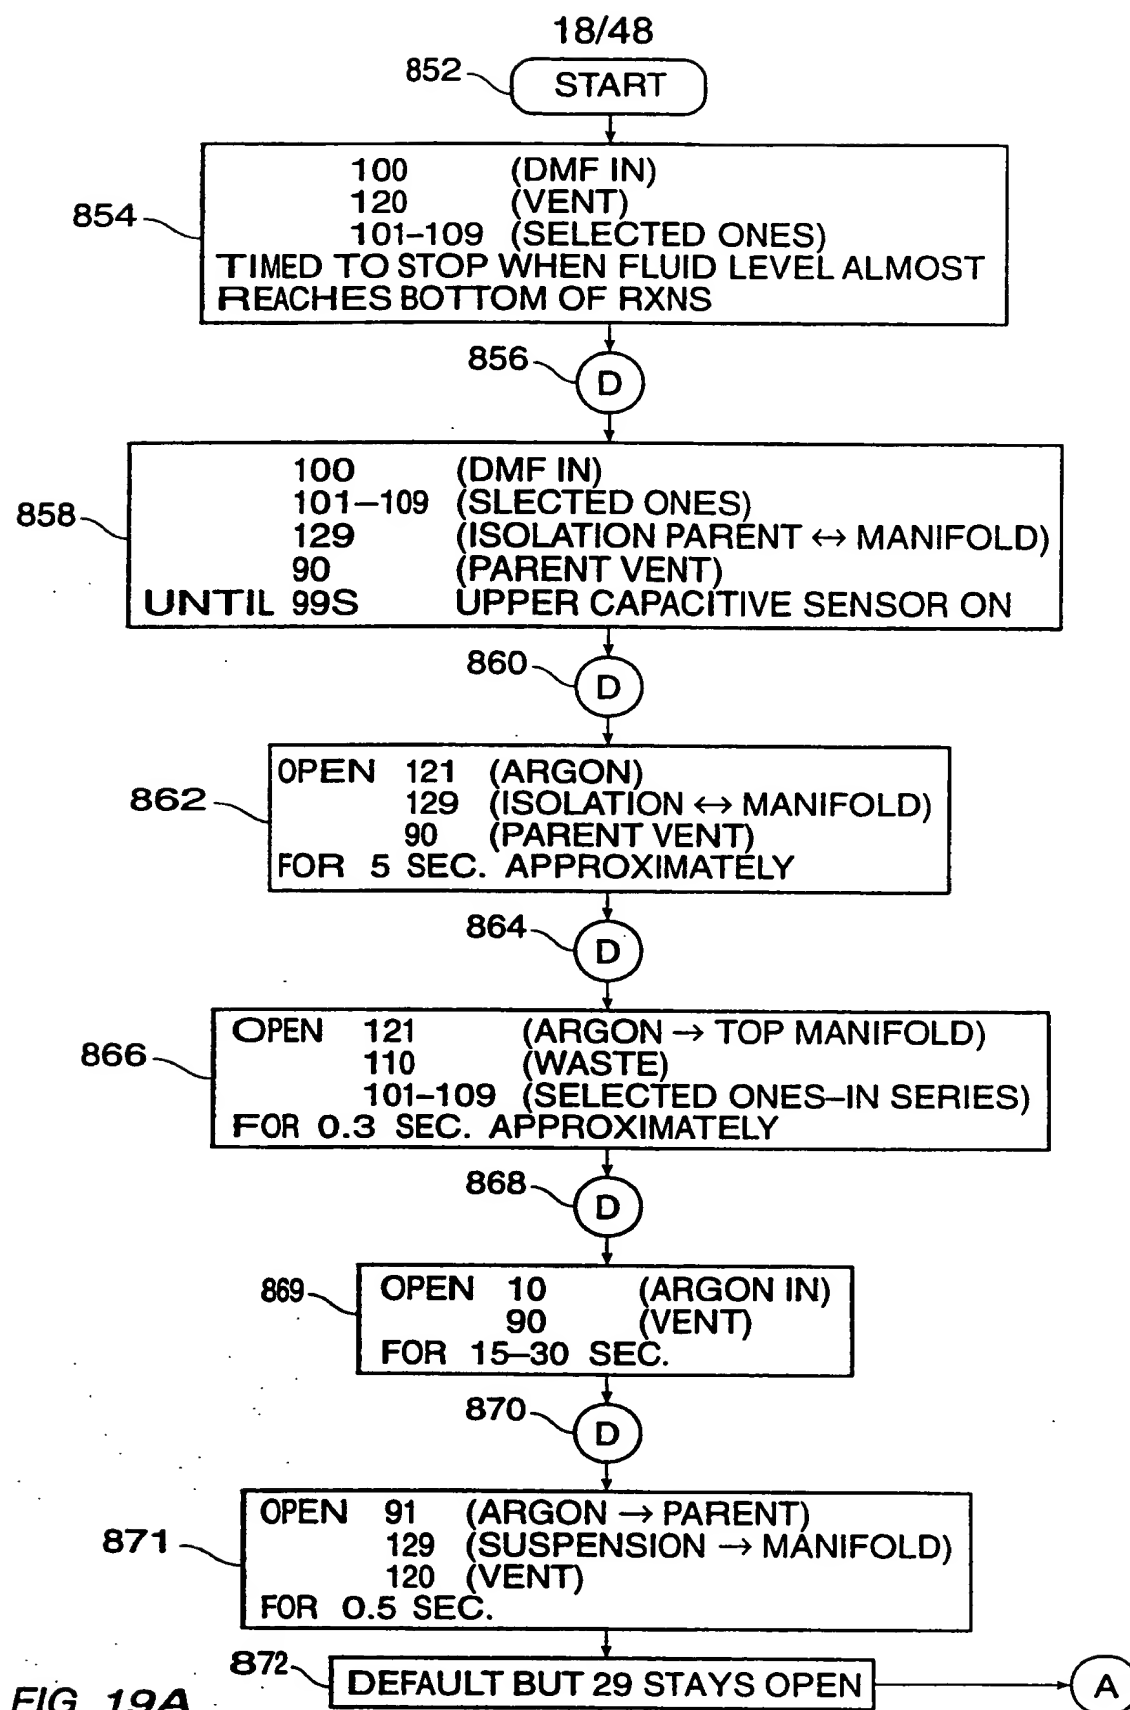 18/48
852 START
854
100 (DMF IN)
120 (VENT)
101–109 (SELECTED ONES)
TIMED TO STOP WHEN FLUID LEVEL ALMOST
REACHES BOTTOM OF RXNS
856 D
858
100 (DMF IN)
101–109 (SLECTED ONES)
129 (ISOLATION PARENT ↔ MANIFOLD)
90 (PARENT VENT)
UNTIL 99S UPPER CAPACITIVE SENSOR ON
860 D
862
OPEN 121 (ARGON)
129 (ISOLATION ↔ MANIFOLD)
90 (PARENT VENT)
FOR 5 SEC. APPROXIMATELY
864 D
866
OPEN 121 (ARGON → TOP MANIFOLD)
110 (WASTE)
101–109 (SELECTED ONES–IN SERIES)
FOR 0.3 SEC. APPROXIMATELY
868 D
869
OPEN 10 (ARGON IN)
90 (VENT)
FOR 15–30 SEC.
870 D
871
OPEN 91 (ARGON → PARENT)
129 (SUSPENSION → MANIFOLD)
120 (VENT)
FOR 0.5 SEC.
872 DEFAULT BUT 29 STAYS OPEN A
FIG. 19A